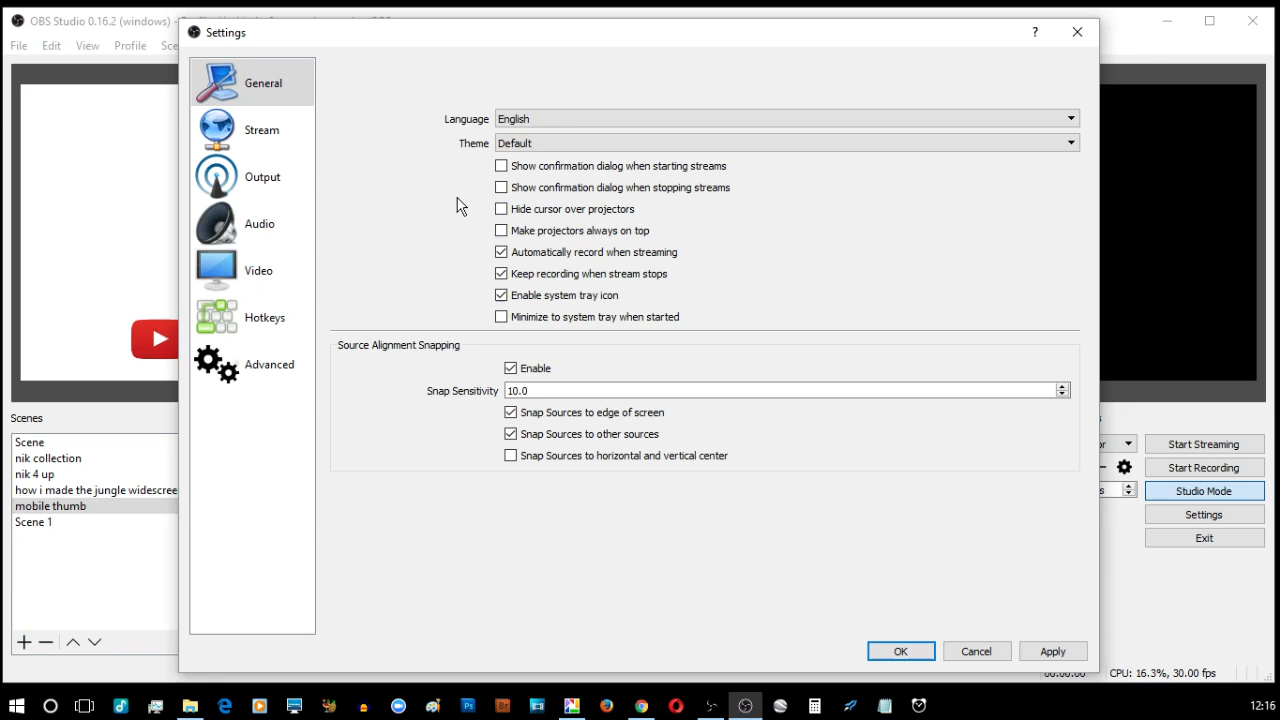 OBS Studio 0.16.2 (windows) -
Settings
File Edit View Profile Sce
General
Stream
Output
Audio
Video
Hotkeys
Advanced
Language English
Theme Default
Show confirmation dialog when starting streams
Show confirmation dialog when stopping streams
Hide cursor over projectors
Make projectors always on top
Automatically record when streaming
Keep recording when stream stops
Enable system tray icon
Minimize to system tray when started
Source Alignment Snapping
Enable
Snap Sensitivity 10.0
Snap Sources to edge of screen
Snap Sources to other sources
Snap Sources to horizontal and vertical center
OK Cancel Apply
Scenes
Scene
nik collection
nik 4 up
how i made the jungle widescree
mobile thumb
Scene 1
Start Streaming
Start Recording
Studio Mode
Settings
Exit
00:00:00 CPU: 16.3%, 30.00 fps
Ps Br
12:16